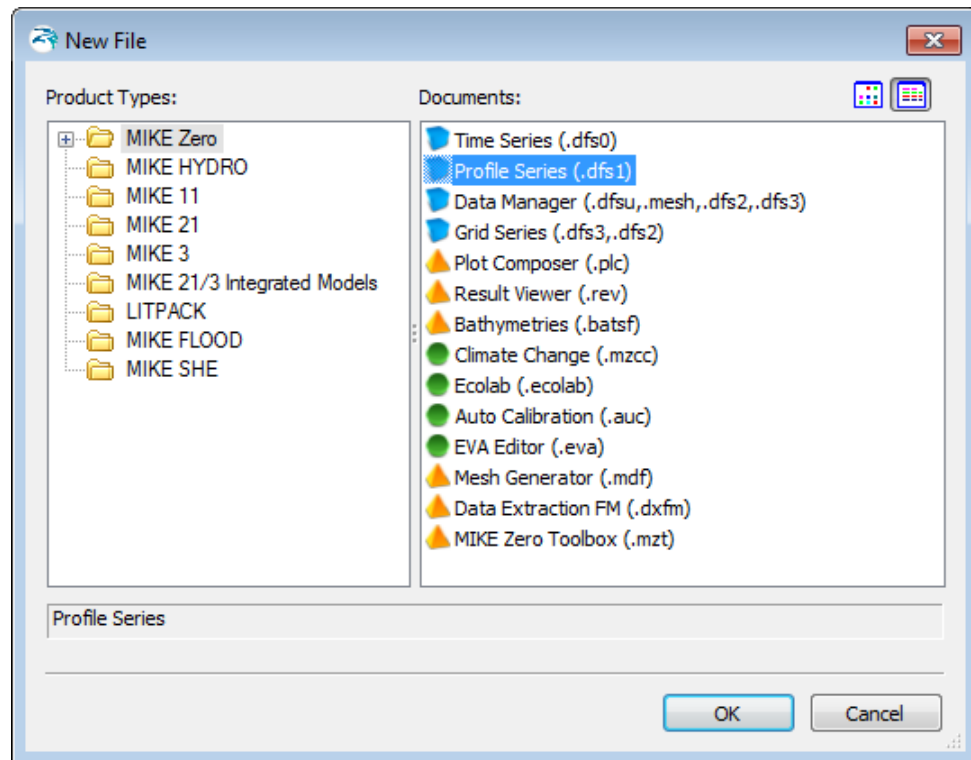 New File
Product Types:
Documents:
MIKE Zero
MIKE HYDRO
MIKE 11
MIKE 21
MIKE 3
MIKE 21/3 Integrated Models
LITPACK
MIKE FLOOD
MIKE SHE
Time Series (.dfs0)
Profile Series (.dfs1)
Data Manager (.dfsu,.mesh,.dfs2,.dfs3)
Grid Series (.dfs3,.dfs2)
Plot Composer (.plc)
Result Viewer (.rev)
Bathymetries (.batsf)
Climate Change (.mzcc)
Ecolab (.ecolab)
Auto Calibration (.auc)
EVA Editor (.eva)
Mesh Generator (.mdf)
Data Extraction FM (.dxfm)
MIKE Zero Toolbox (.mzt)
Profile Series
OK
Cancel